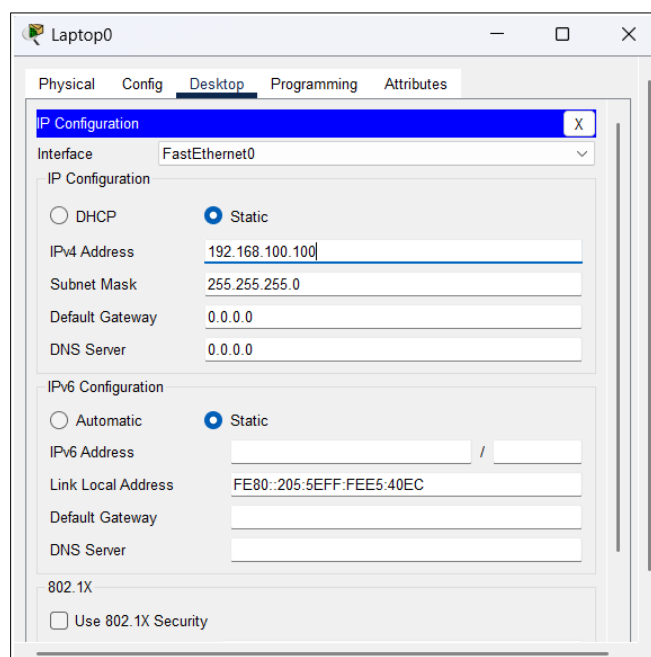 Laptop0
Physical Config Desktop Programming Attributes
IP Configuration X
Interface FastEthernet0
IP Configuration
DHCP Static
IPv4 Address 192.168.100.100
Subnet Mask 255.255.255.0
Default Gateway 0.0.0.0
DNS Server 0.0.0.0
IPv6 Configuration
Automatic Static
IPv6 Address /
Link Local Address FE80::205:5EFF:FEE5:40EC
Default Gateway
DNS Server
802.1X
Use 802.1X Security